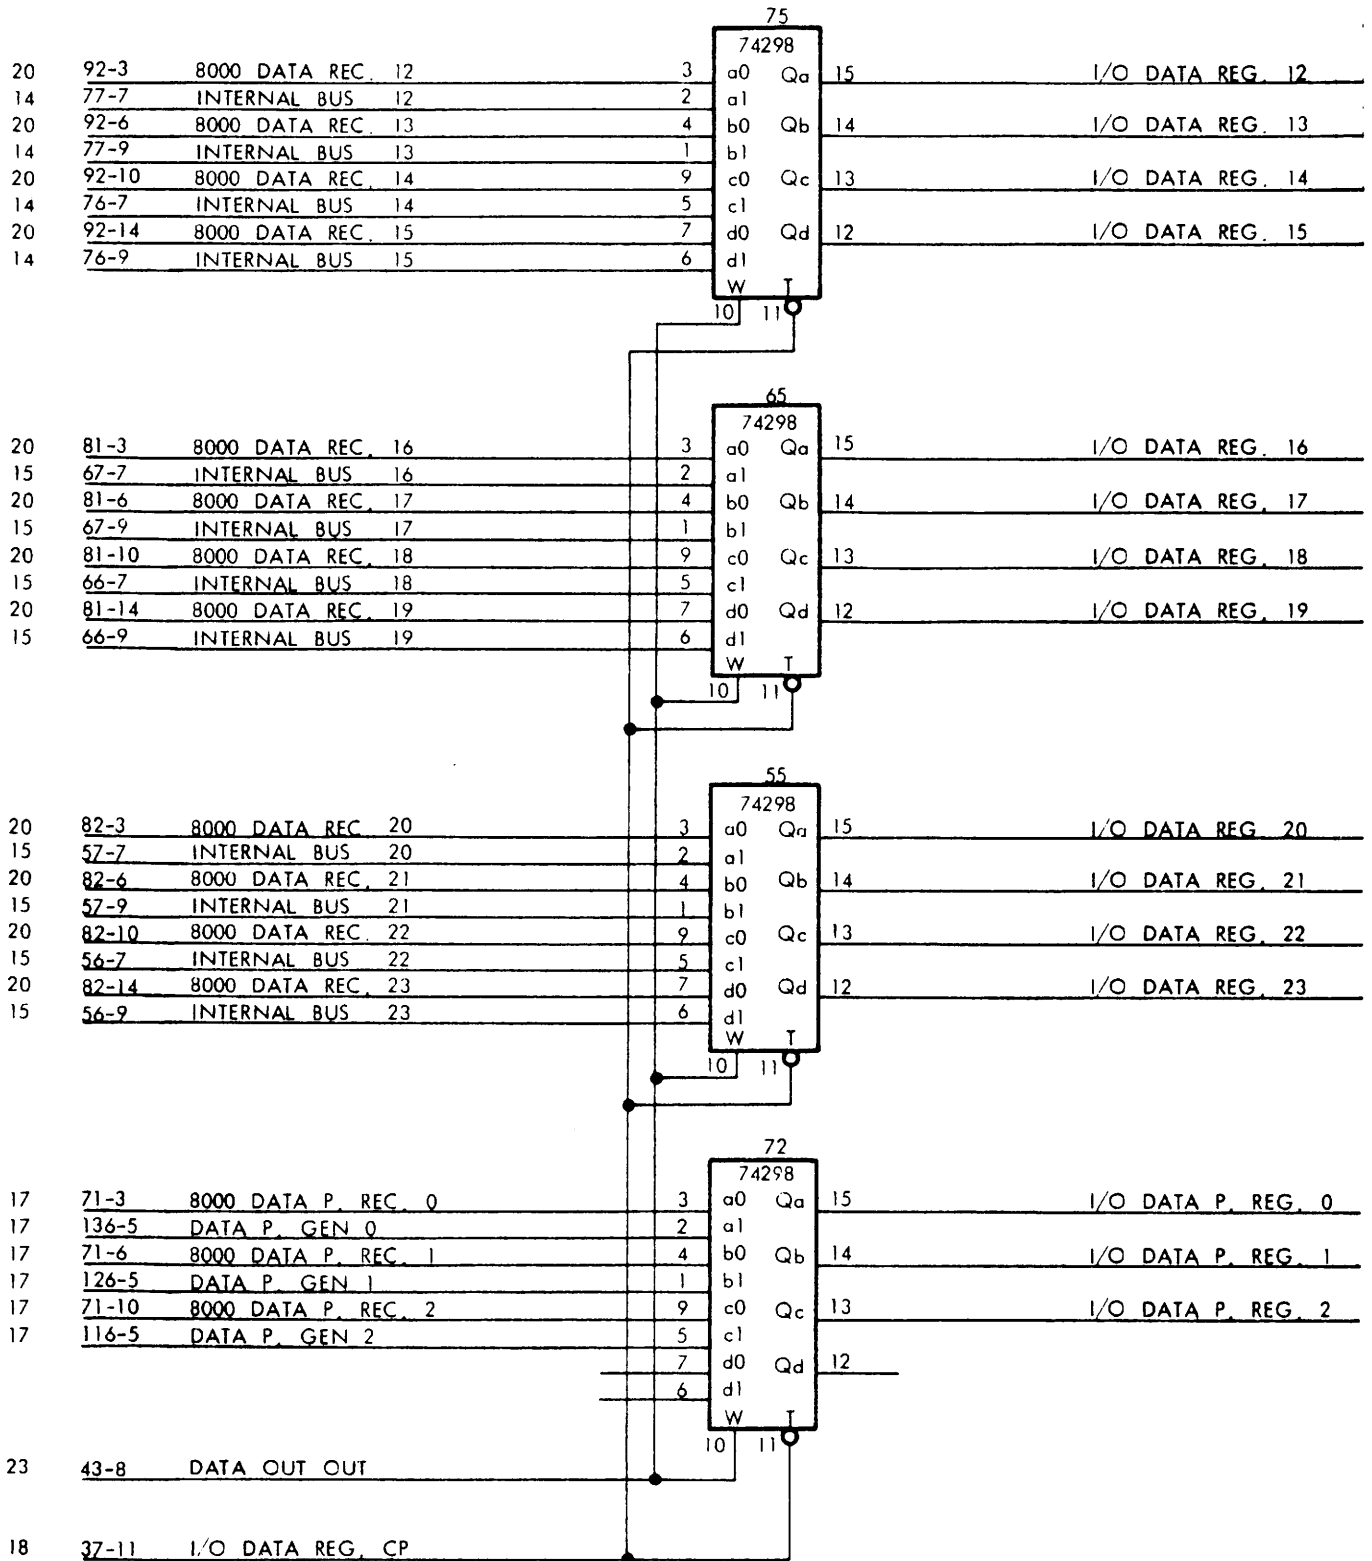 75
74298
20 92-3 8000 DATA REC. 12 3 a0 Qa 15 I/O DATA REG. 12
14 77-7 INTERNAL BUS 12 2 a1
20 92-6 8000 DATA REC. 13 4 b0 Qb 14 I/O DATA REG. 13
14 77-9 INTERNAL BUS 13 1 b1
20 92-10 8000 DATA REC. 14 9 c0 Qc 13 I/O DATA REG. 14
14 76-7 INTERNAL BUS 14 5 c1
20 92-14 8000 DATA REC. 15 7 d0 Qd 12 I/O DATA REG. 15
14 76-9 INTERNAL BUS 15 6 d1
W T
10 11
65
74298
20 81-3 8000 DATA REC. 16 3 a0 Qa 15 I/O DATA REG. 16
15 67-7 INTERNAL BUS 16 2 a1
20 81-6 8000 DATA REC. 17 4 b0 Qb 14 I/O DATA REG. 17
15 67-9 INTERNAL BUS 17 1 b1
20 81-10 8000 DATA REC. 18 9 c0 Qc 13 I/O DATA REG. 18
15 66-7 INTERNAL BUS 18 5 c1
20 81-14 8000 DATA REC. 19 7 d0 Qd 12 I/O DATA REG. 19
15 66-9 INTERNAL BUS 19 6 d1
W T
10 11
55
74298
20 82-3 8000 DATA REC 20 3 a0 Qa 15 I/O DATA REG 20
15 57-7 INTERNAL BUS 20 2 a1
20 82-6 8000 DATA REC. 21 4 b0 Qb 14 I/O DATA REG. 21
15 57-9 INTERNAL BUS 21 1 b1
20 82-10 8000 DATA REC. 22 9 c0 Qc 13 I/O DATA REG. 22
15 56-7 INTERNAL BUS 22 5 c1
20 82-14 8000 DATA REC. 23 7 d0 Qd 12 I/O DATA REG. 23
15 56-9 INTERNAL BUS 23 6 d1
W T
10 11
72
74298
17 71-3 8000 DATA P. REC. 0 3 a0 Qa 15 I/O DATA P. REG. 0
17 136-5 DATA P. GEN 0 2 a1
17 71-6 8000 DATA P. REC. 1 4 b0 Qb 14 I/O DATA P. REG. 1
17 126-5 DATA P. GEN 1 1 b1
17 71-10 8000 DATA P. REC. 2 9 c0 Qc 13 I/O DATA P. REG. 2
17 116-5 DATA P. GEN 2 5 c1
7 d0 Qd 12
6 d1
W T
10 11
23 43-8 DATA OUT OUT
18 37-11 I/O DATA REG. CP